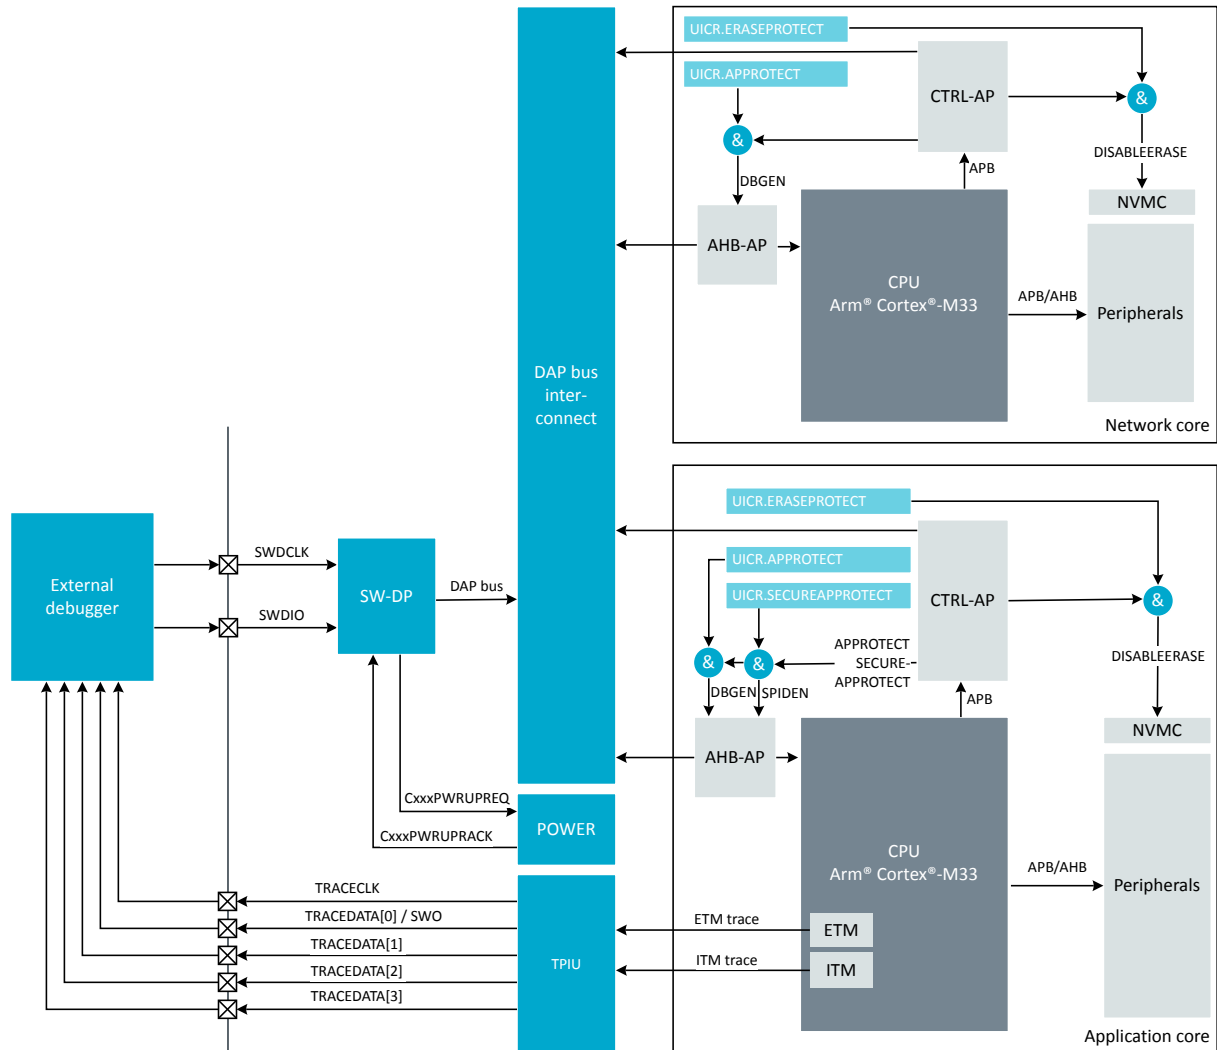 UICR.ERASEPROTECT
UICR.APPROTECT
CTRL-AP
&
&
DISABLEERASE
DBGEN
APB
NVMC
AHB-AP
CPU
Arm® Cortex®-M33
APB/AHB
Peripherals
Network core
DAP bus
inter-
connect
UICR.ERASEPROTECT
External
debugger
SWDCLK
SWDIO
SW-DP
DAP bus
UICR.APPROTECT
UICR.SECUREAPPROTECT
CTRL-AP
&
APPROTECT
SECURE-
APPROTECT
&
&
DISABLEERASE
DBGEN
SPIDEN
APB
NVMC
AHB-AP
CxxxPWRUPREQ
CxxxPWRUPRACK
POWER
CPU
Arm® Cortex®-M33
APB/AHB
Peripherals
TRACECLK
TRACEDATA[0] / SWO
TRACEDATA[1]
TRACEDATA[2]
TRACEDATA[3]
TPIU
ETM trace
ETM
ITM trace
ITM
Application core